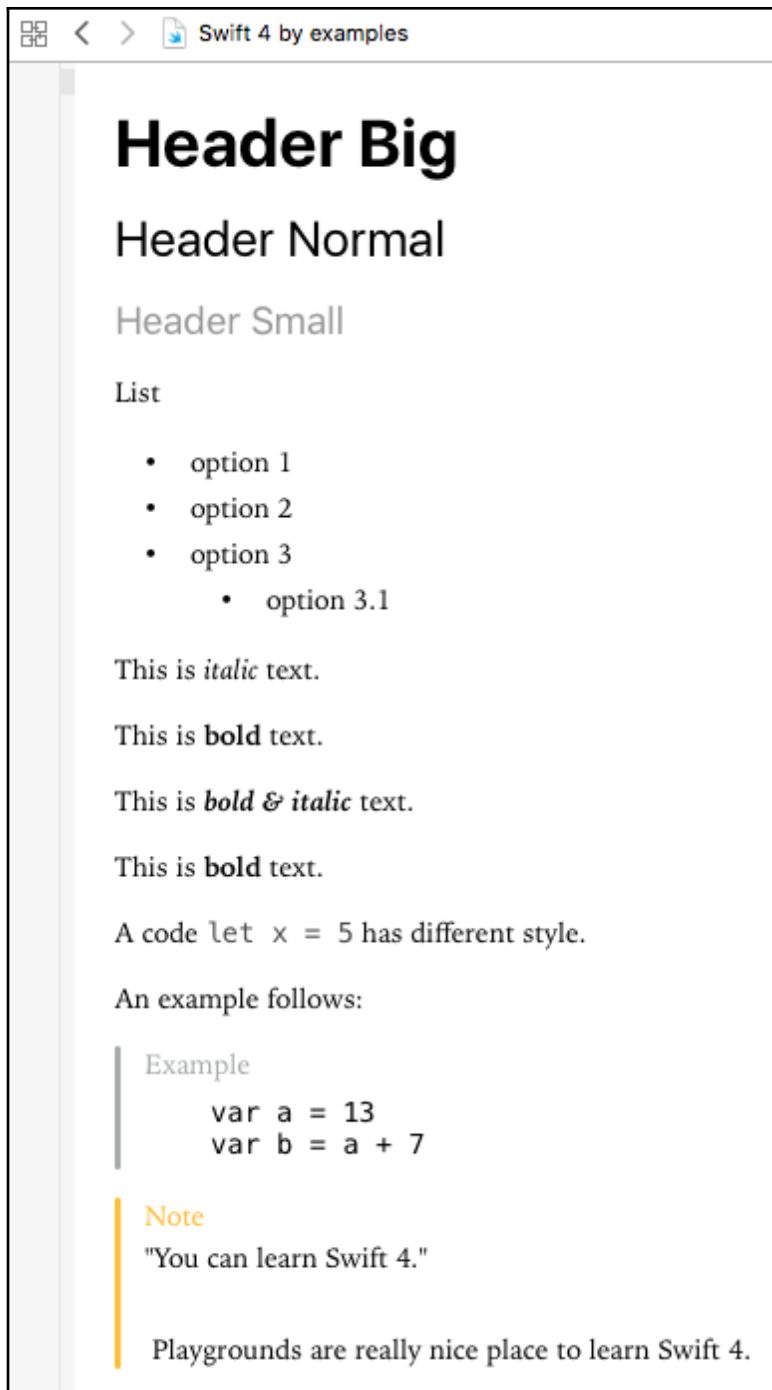 Swift 4 by examples
Header Big
Header Normal
Header Small
List
• option 1
• option 2
• option 3
• option 3.1
This is italic text.
This is bold text.
This is bold & italic text.
This is bold text.
A code let x = 5 has different style.
An example follows:
Example
var a = 13
var b = a + 7
Note
"You can learn Swift 4."
Playgrounds are really nice place to learn Swift 4.